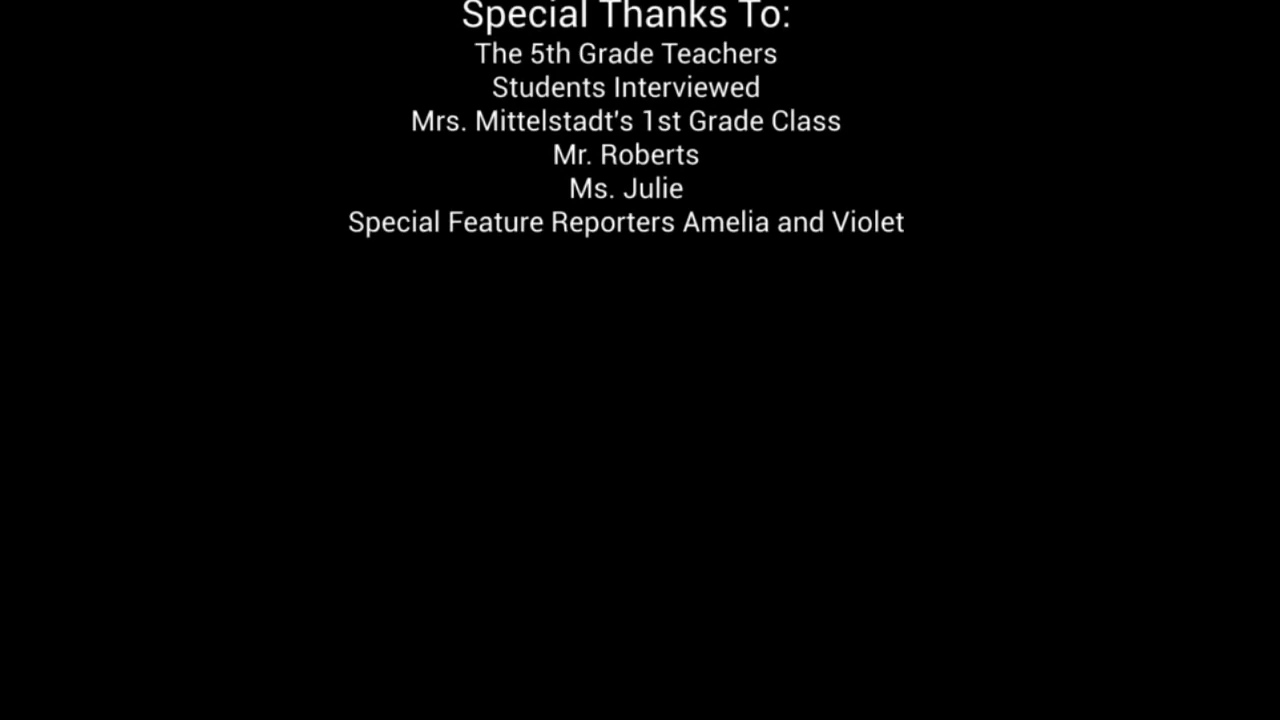 Special Thanks To:
The 5th Grade Teachers
Students Interviewed
Mrs. Mittelstadt's 1st Grade Class
Mr. Roberts
Ms. Julie
Special Feature Reporters Amelia and Violet